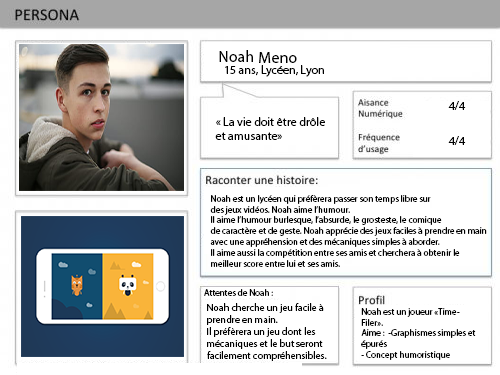 PERSONA
Noah Meno
15 ans, Lycéen, Lyon
« La vie doit être drôle
et amusante»
Aisance
Numérique
4/4
Fréquence
d'usage
4/4
Raconter une histoire:
Noah est un lycéen qui préfèrera passer son temps libre sur
des jeux vidéos. Noah aime l'humour.
Il aime l'humour burlesque, l'absurde, le grosteste, le comique
de caractère et de geste. Noah apprécie des jeux faciles à prendre en main
avec une appréhension et des mécaniques simples à aborder.
Il aime aussi la compétition entre ses amis et cherchera à obtenir le
meilleur score entre lui et ses amis.
Attentes de Noah :
Noah cherche un jeu facile à
prendre en main.
Il préfèrera un jeu dont les
mécaniques et le but seront
facilement compréhensibles.
Profil
Noah est un joueur «Time-
Filer».
Aime : -Graphismes simples et
épurés
- Concept humoristique